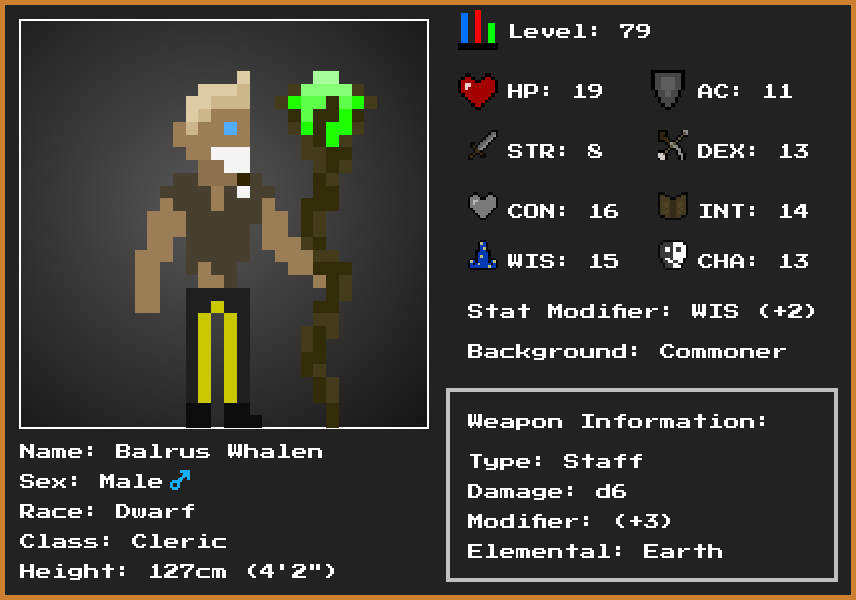 Level: 79
HP: 19
AC: 11
STR: 8
DEX: 13
CON: 16
INT: 14
WIS: 15
CHA: 13
Stat Modifier: WIS (+2)
Background: Commoner
Weapon Information:
Type: Staff
Damage: d6
Modifier: (+3)
Elemental: Earth
Name: Balrus Whalen
Sex: Male♂
Race: Dwarf
Class: Cleric
Height: 127cm (4'2")